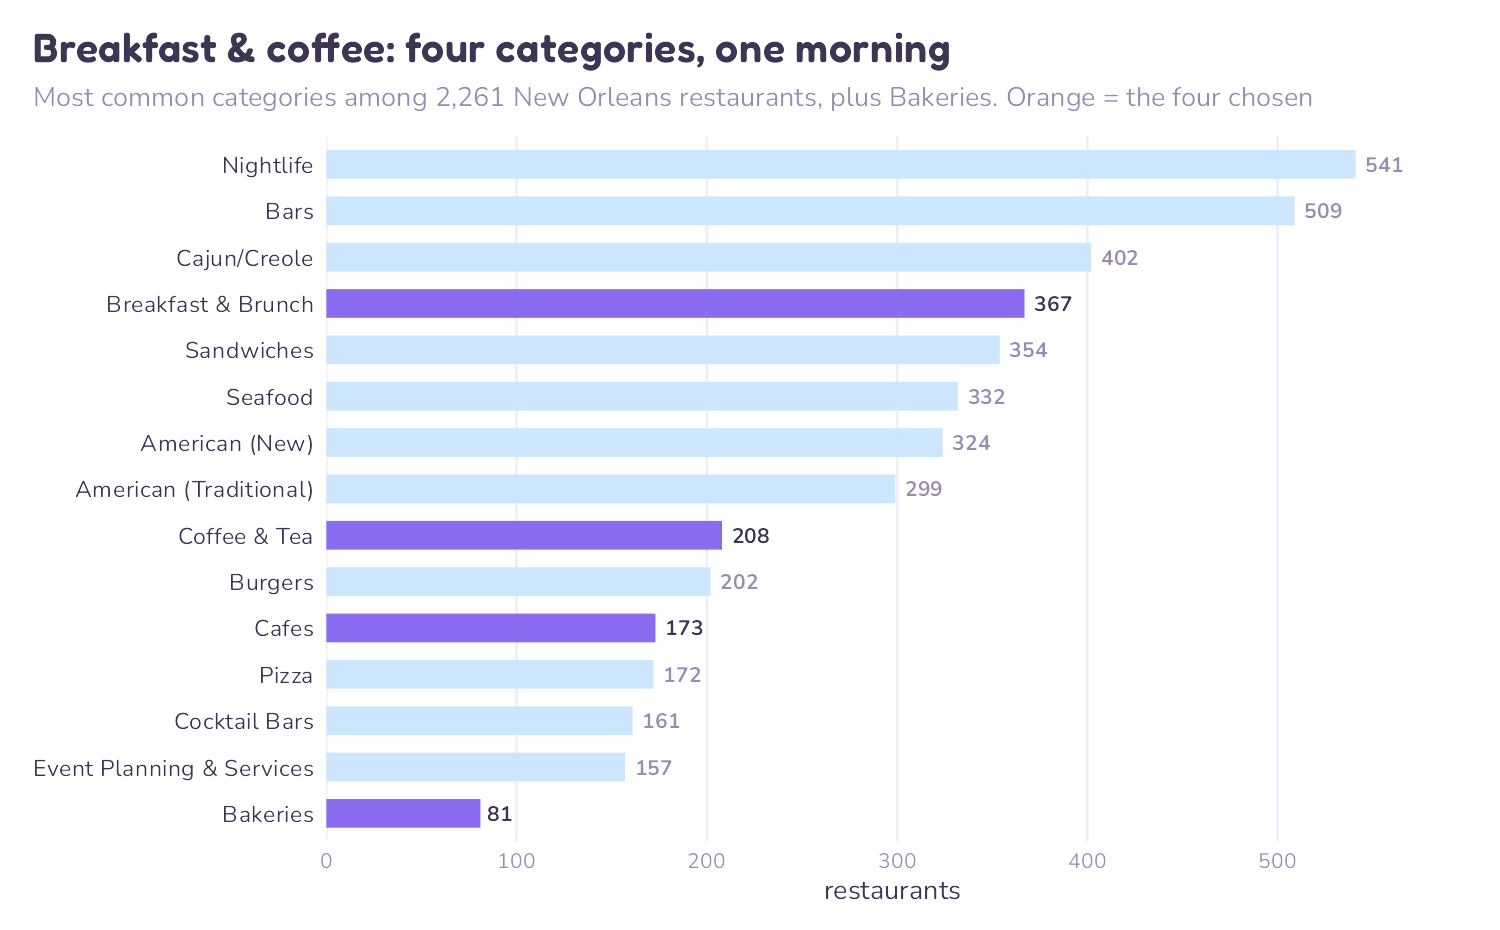 Breakfast & coffee: four categories, one morning
Most common categories among 2,261 New Orleans restaurants, plus Bakeries. Orange = the four chosen
Nightlife 541
Bars 509
Cajun/Creole 402
Breakfast & Brunch 367
Sandwiches 354
Seafood 332
American (New) 324
American (Traditional) 299
Coffee & Tea 208
Burgers 202
Cafes 173
Pizza 172
Cocktail Bars 161
Event Planning & Services 157
Bakeries 81
0 100 200 300 400 500
restaurants